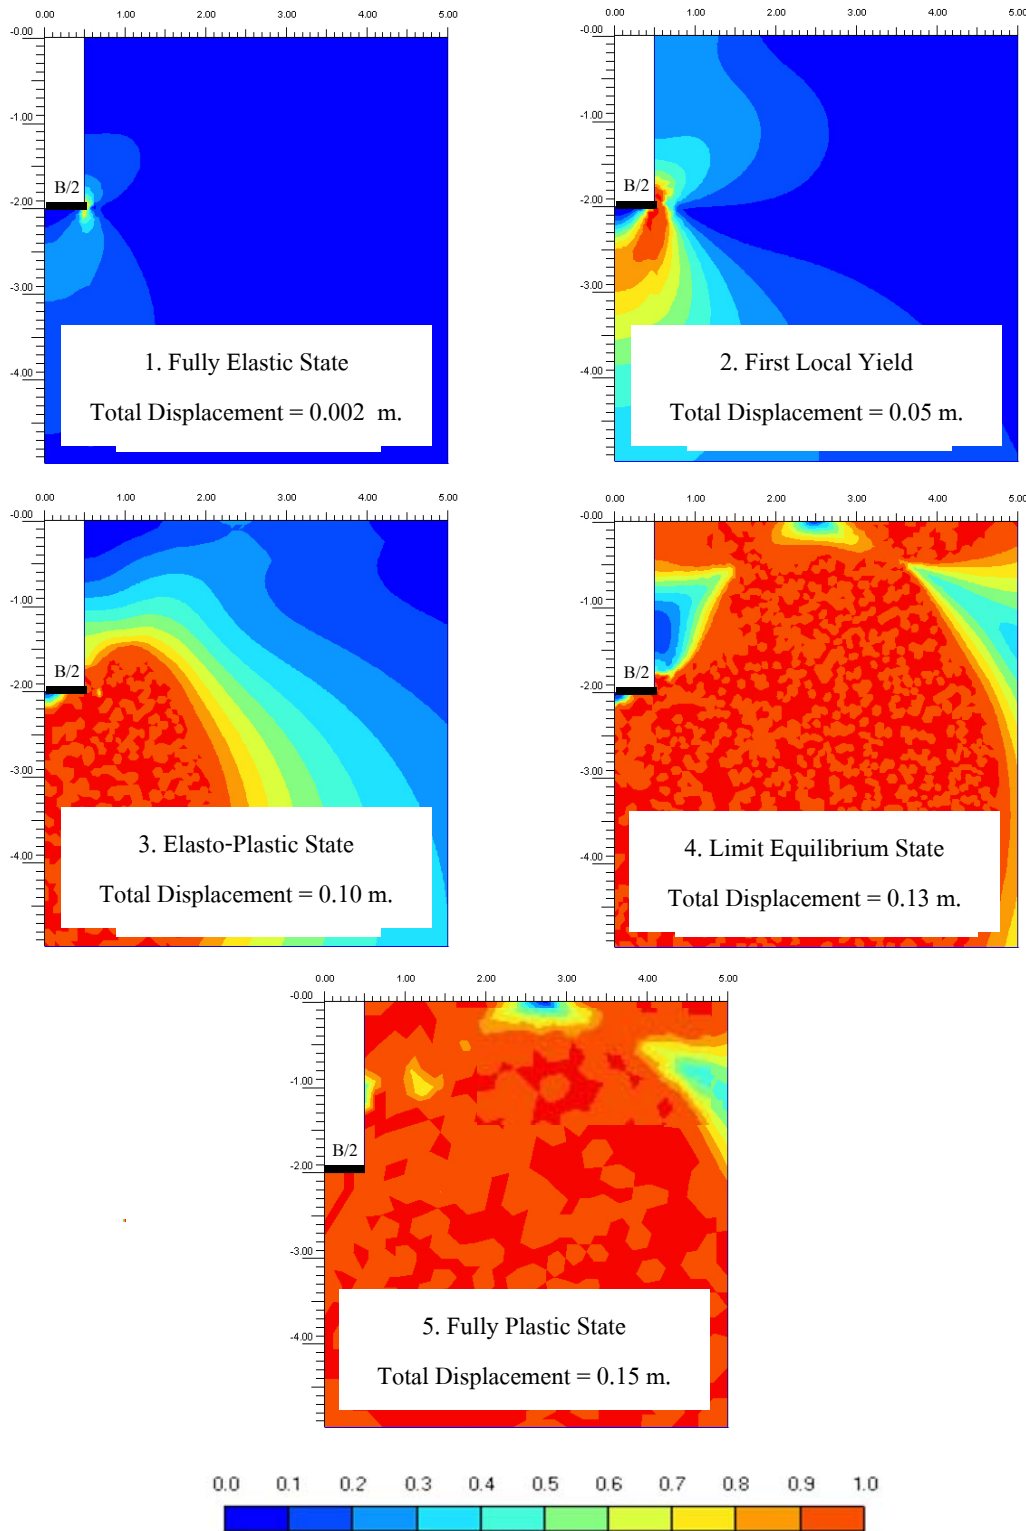 0.00 1.00 2.00 3.00 4.00 5.00
-0.00
-1.00
B/2
-2.00
-3.00
-4.00
1. Fully Elastic State
Total Displacement = 0.002 m.
0.00 1.00 2.00 3.00 4.00 5.00
-0.00
-1.00
B/2
-2.00
-3.00
-4.00
2. First Local Yield
Total Displacement = 0.05 m.
0.00 1.00 2.00 3.00 4.00 5.00
-0.00
-1.00
B/2
-2.00
-3.00
-4.00
3. Elasto-Plastic State
Total Displacement = 0.10 m.
0.00 1.00 2.00 3.00 4.00 5.00
-0.00
-1.00
B/2
-2.00
-3.00
-4.00
4. Limit Equilibrium State
Total Displacement = 0.13 m.
0.00 1.00 2.00 3.00 4.00 5.00
-0.00
-1.00
B/2
-2.00
-3.00
-4.00
5. Fully Plastic State
Total Displacement = 0.15 m.
0.0 0.1 0.2 0.3 0.4 0.5 0.6 0.7 0.8 0.9 1.0